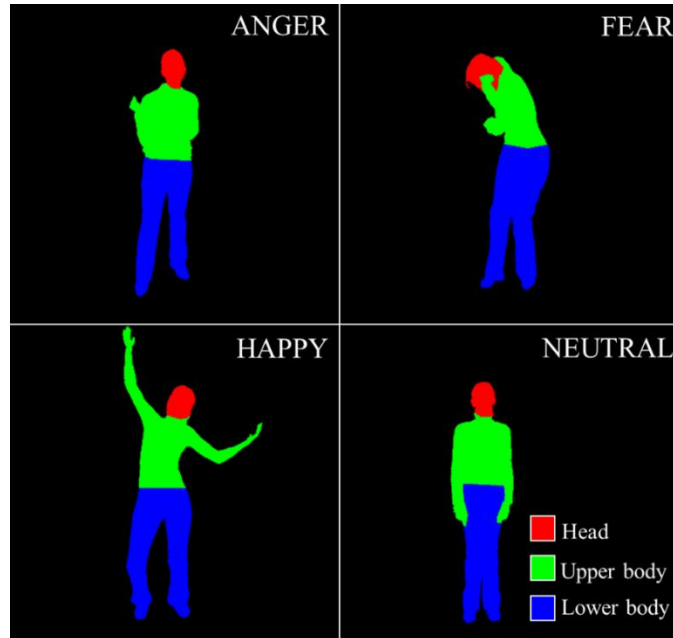 ANGER
FEAR
HAPPY
NEUTRAL
Head
Upper body
Lower body